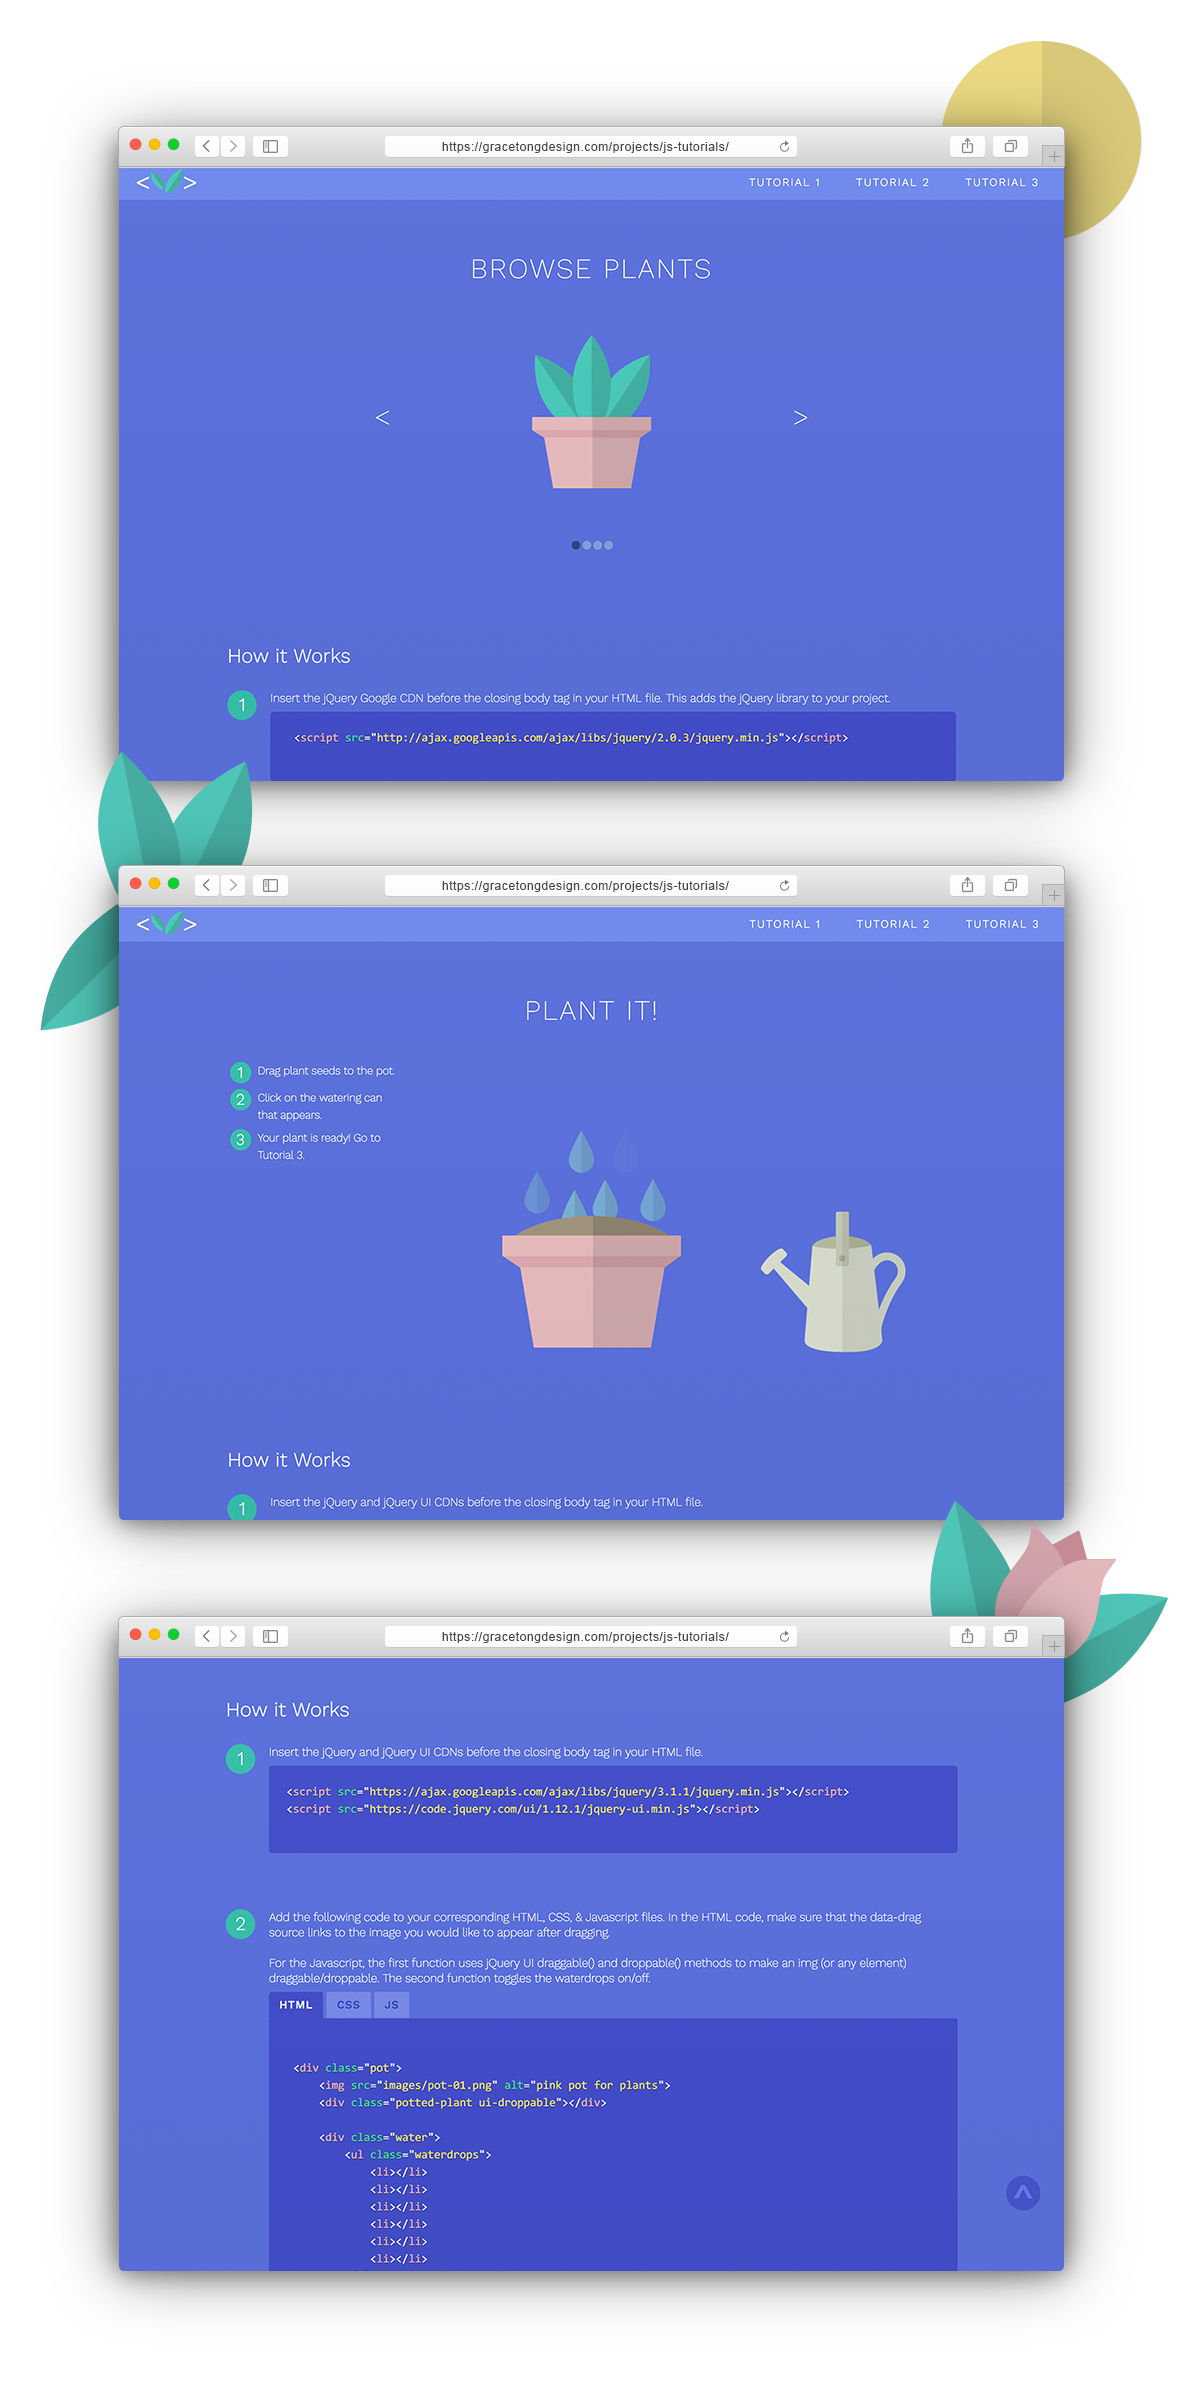 https://gracetongdesign.com/projects/js-tutorials/
< >
TUTORIAL 1 TUTORIAL 2 TUTORIAL 3
BROWSE PLANTS
< >
How it Works
1 Insert the jQuery Google CDN before the closing body tag in your HTML file. This adds the jQuery library to your project.
<script src="http://ajax.googleapis.com/ajax/libs/jquery/2.0.3/jquery.min.js"></script>
https://gracetongdesign.com/projects/js-tutorials/
< >
TUTORIAL 1 TUTORIAL 2 TUTORIAL 3
PLANT IT!
1 Drag plant seeds to the pot.
2 Click on the watering can
that appears.
3 Your plant is ready! Go to
Tutorial 3.
How it Works
1 Insert the jQuery and jQuery UI CDNs before the closing body tag in your HTML file.
https://gracetongdesign.com/projects/js-tutorials/
How it Works
1 Insert the jQuery and jQuery UI CDNs before the closing body tag in your HTML file.
<script src="https://ajax.googleapis.com/ajax/libs/jquery/3.1.1/jquery.min.js"></script>
<script src="https://code.jquery.com/ui/1.12.1/jquery-ui.min.js"></script>
2 Add the following code to your corresponding HTML, CSS, & Javascript files. In the HTML code, make sure that the data-drag
source links to the image you would like to appear after dragging.
For the Javascript, the first function uses jQuery UI draggable() and droppable() methods to make an img (or any element)
draggable/droppable. The second function toggles the waterdrops on/off.
HTML CSS JS
<div class="pot">
<img src="images/pot-01.png" alt="pink pot for plants">
<div class="potted-plant ui-droppable"></div>
<div class="water">
<ul class="waterdrops">
<li></li>
<li></li>
<li></li>
<li></li>
<li></li>
<li></li>